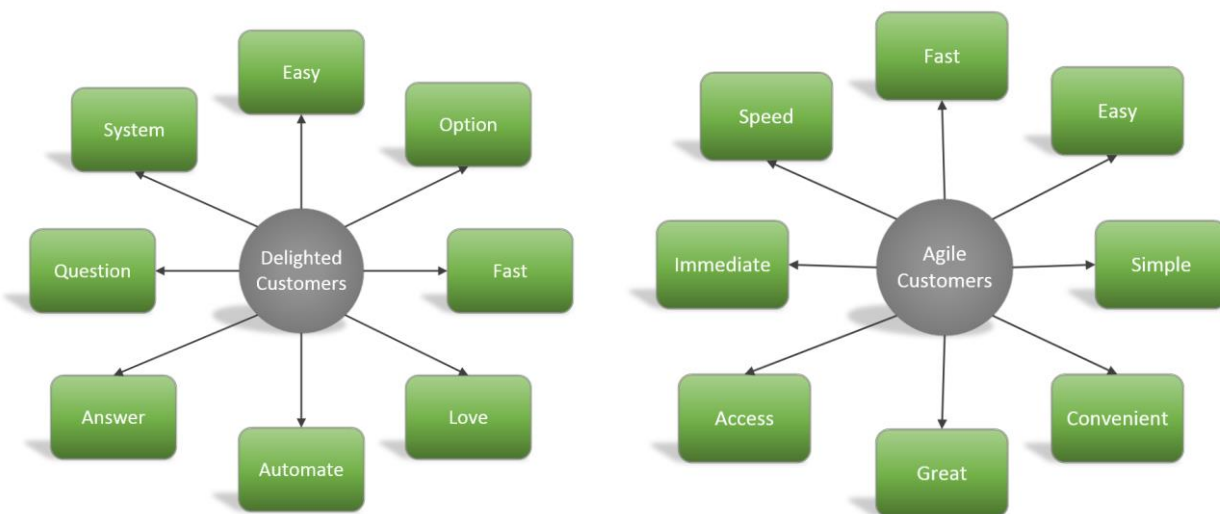 Easy
Option
System
Delighted
Customers
Question
Fast
Answer
Love
Automate
Fast
Speed
Easy
Agile
Customers
Immediate
Simple
Access
Convenient
Great